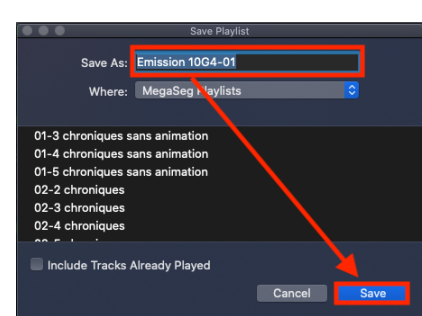 Save Playlist
Save As: Emission 10G4-01
Where: MegaSeg Playlists
01-3 chroniques sans animation
01-4 chroniques sans animation
01-5 chroniques sans animation
02-2 chroniques
02-3 chroniques
02-4 chroniques
Include Tracks Already Played
Cancel Save